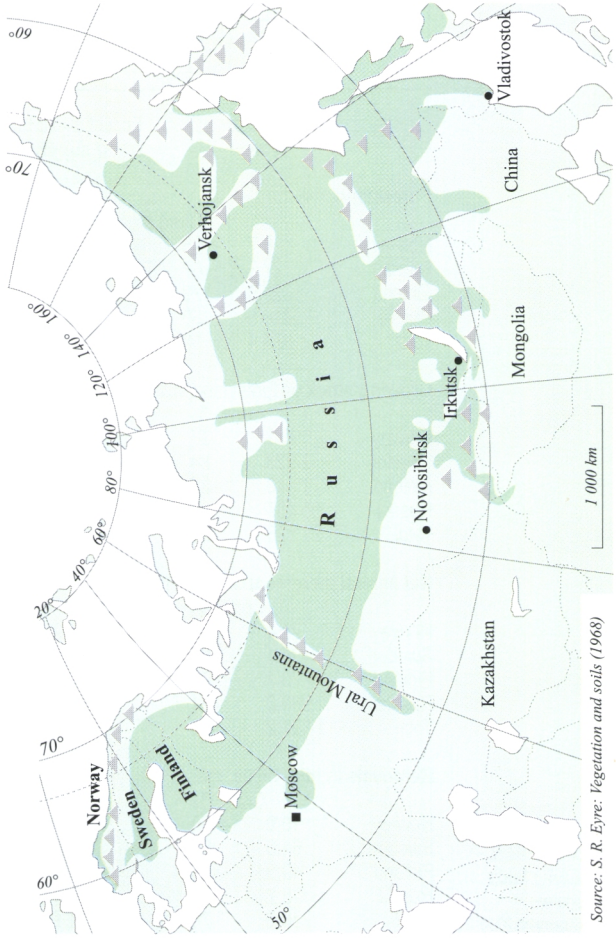 60°
70°
20°
40°
60°
80°
100°
120°
140°
160°
70°
60°
Norway
Sweden
Finland
Verhojansk
50°
Moscow
Ural Mountains
Russia
Novosibirsk
Irkutsk
Kazakhstan
Mongolia
China
Vladivostok
1 000 km
Source: S. R. Eyre: Vegetation and soils (1968)